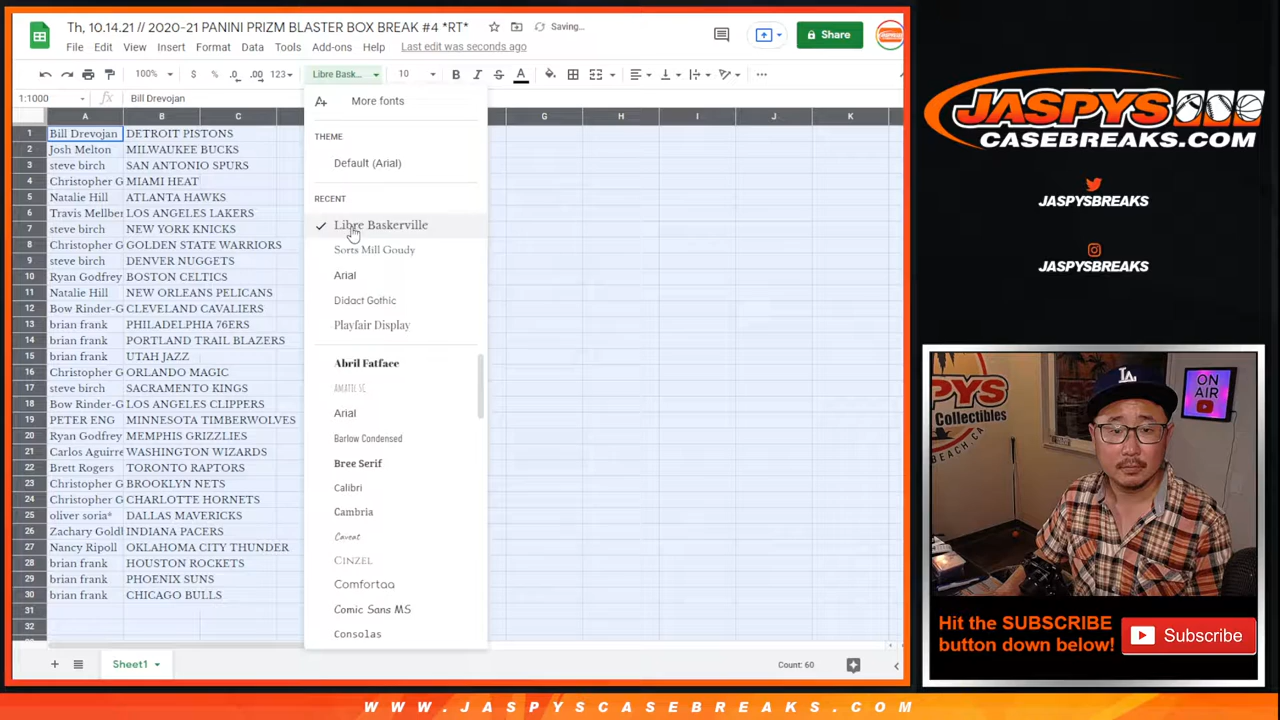 Th, 10.14.21 // 2020-21 PANINI PRIZM BLASTER BOX BREAK #4 *RT*
Saving...
File Edit View Insert Format Data Tools Add-ons Help Last edit was seconds ago
Share
100% $ % .0 .00 123 Libre Bask... 10 B I S A
1:1000 fx Bill Drevojan
A B C G H I J K
1 Bill Drevojan DETROIT PISTONS
2 Josh Melton MILWAUKEE BUCKS
3 steve birch SAN ANTONIO SPURS
4 Christopher G MIAMI HEAT
5 Natalie Hill ATLANTA HAWKS
6 Travis Mellber LOS ANGELES LAKERS
7 steve birch NEW YORK KNICKS
8 Christopher G GOLDEN STATE WARRIORS
9 steve birch DENVER NUGGETS
10 Ryan Godfrey BOSTON CELTICS
11 Natalie Hill NEW ORLEANS PELICANS
12 Bow Rinder-G CLEVELAND CAVALIERS
13 brian frank PHILADELPHIA 76ERS
14 brian frank PORTLAND TRAIL BLAZERS
15 brian frank UTAH JAZZ
16 Christopher G ORLANDO MAGIC
17 steve birch SACRAMENTO KINGS
18 Bow Rinder-G LOS ANGELES CLIPPERS
19 PETER ENG MINNESOTA TIMBERWOLVES
20 Ryan Godfrey MEMPHIS GRIZZLIES
21 Carlos Aguirre WASHINGTON WIZARDS
22 Brett Rogers TORONTO RAPTORS
23 Christopher G BROOKLYN NETS
24 Christopher G CHARLOTTE HORNETS
25 oliver soria* DALLAS MAVERICKS
26 Zachary Gold INDIANA PACERS
27 Nancy Ripoll OKLAHOMA CITY THUNDER
28 brian frank HOUSTON ROCKETS
29 brian frank PHOENIX SUNS
30 brian frank CHICAGO BULLS
31
32
More fonts
THEME
Default (Arial)
RECENT
Libre Baskerville
Sorts Mill Goudy
Arial
Didact Gothic
Playfair Display
Abril Fatface
AMATIC SC
Arial
Barlow Condensed
Bree Serif
Calibri
Cambria
Caveat
CINZEL
Comfortaa
Comic Sans MS
Consolas
Sheet1
Count: 60
JASPYS
CASEBREAKS.COM
JASPYSBREAKS
JASPYSBREAKS
LA
ON
AIR
Hit the SUBSCRIBE
button down below!
Subscribe
WWW.JASPYSCASEBREAKS.COM